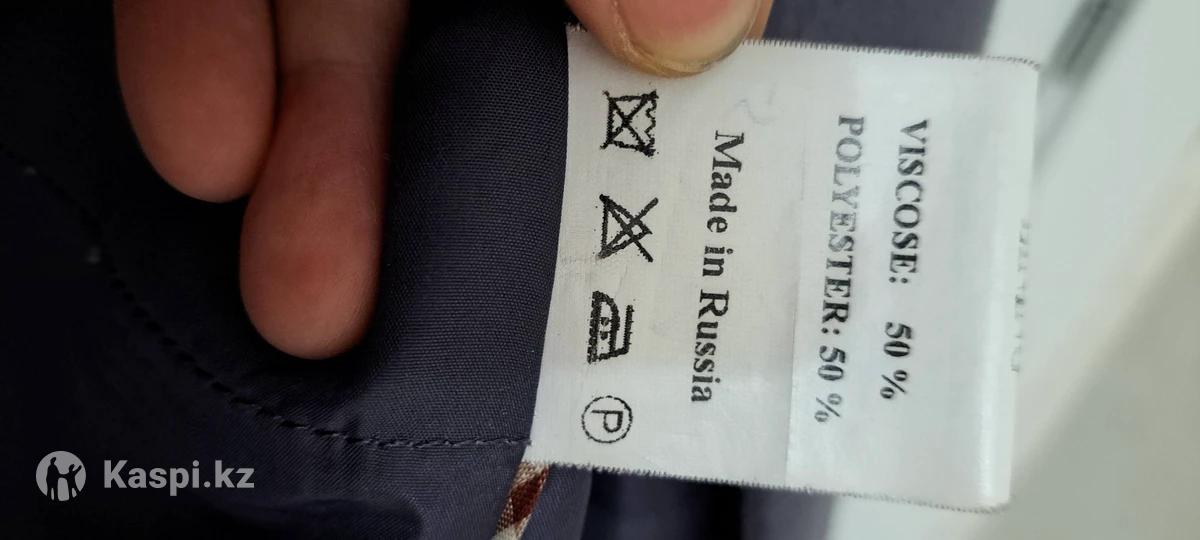 VISCOSE: 50 %
POLYESTER: 50 %
Made in Russia
P
Kaspi.kz